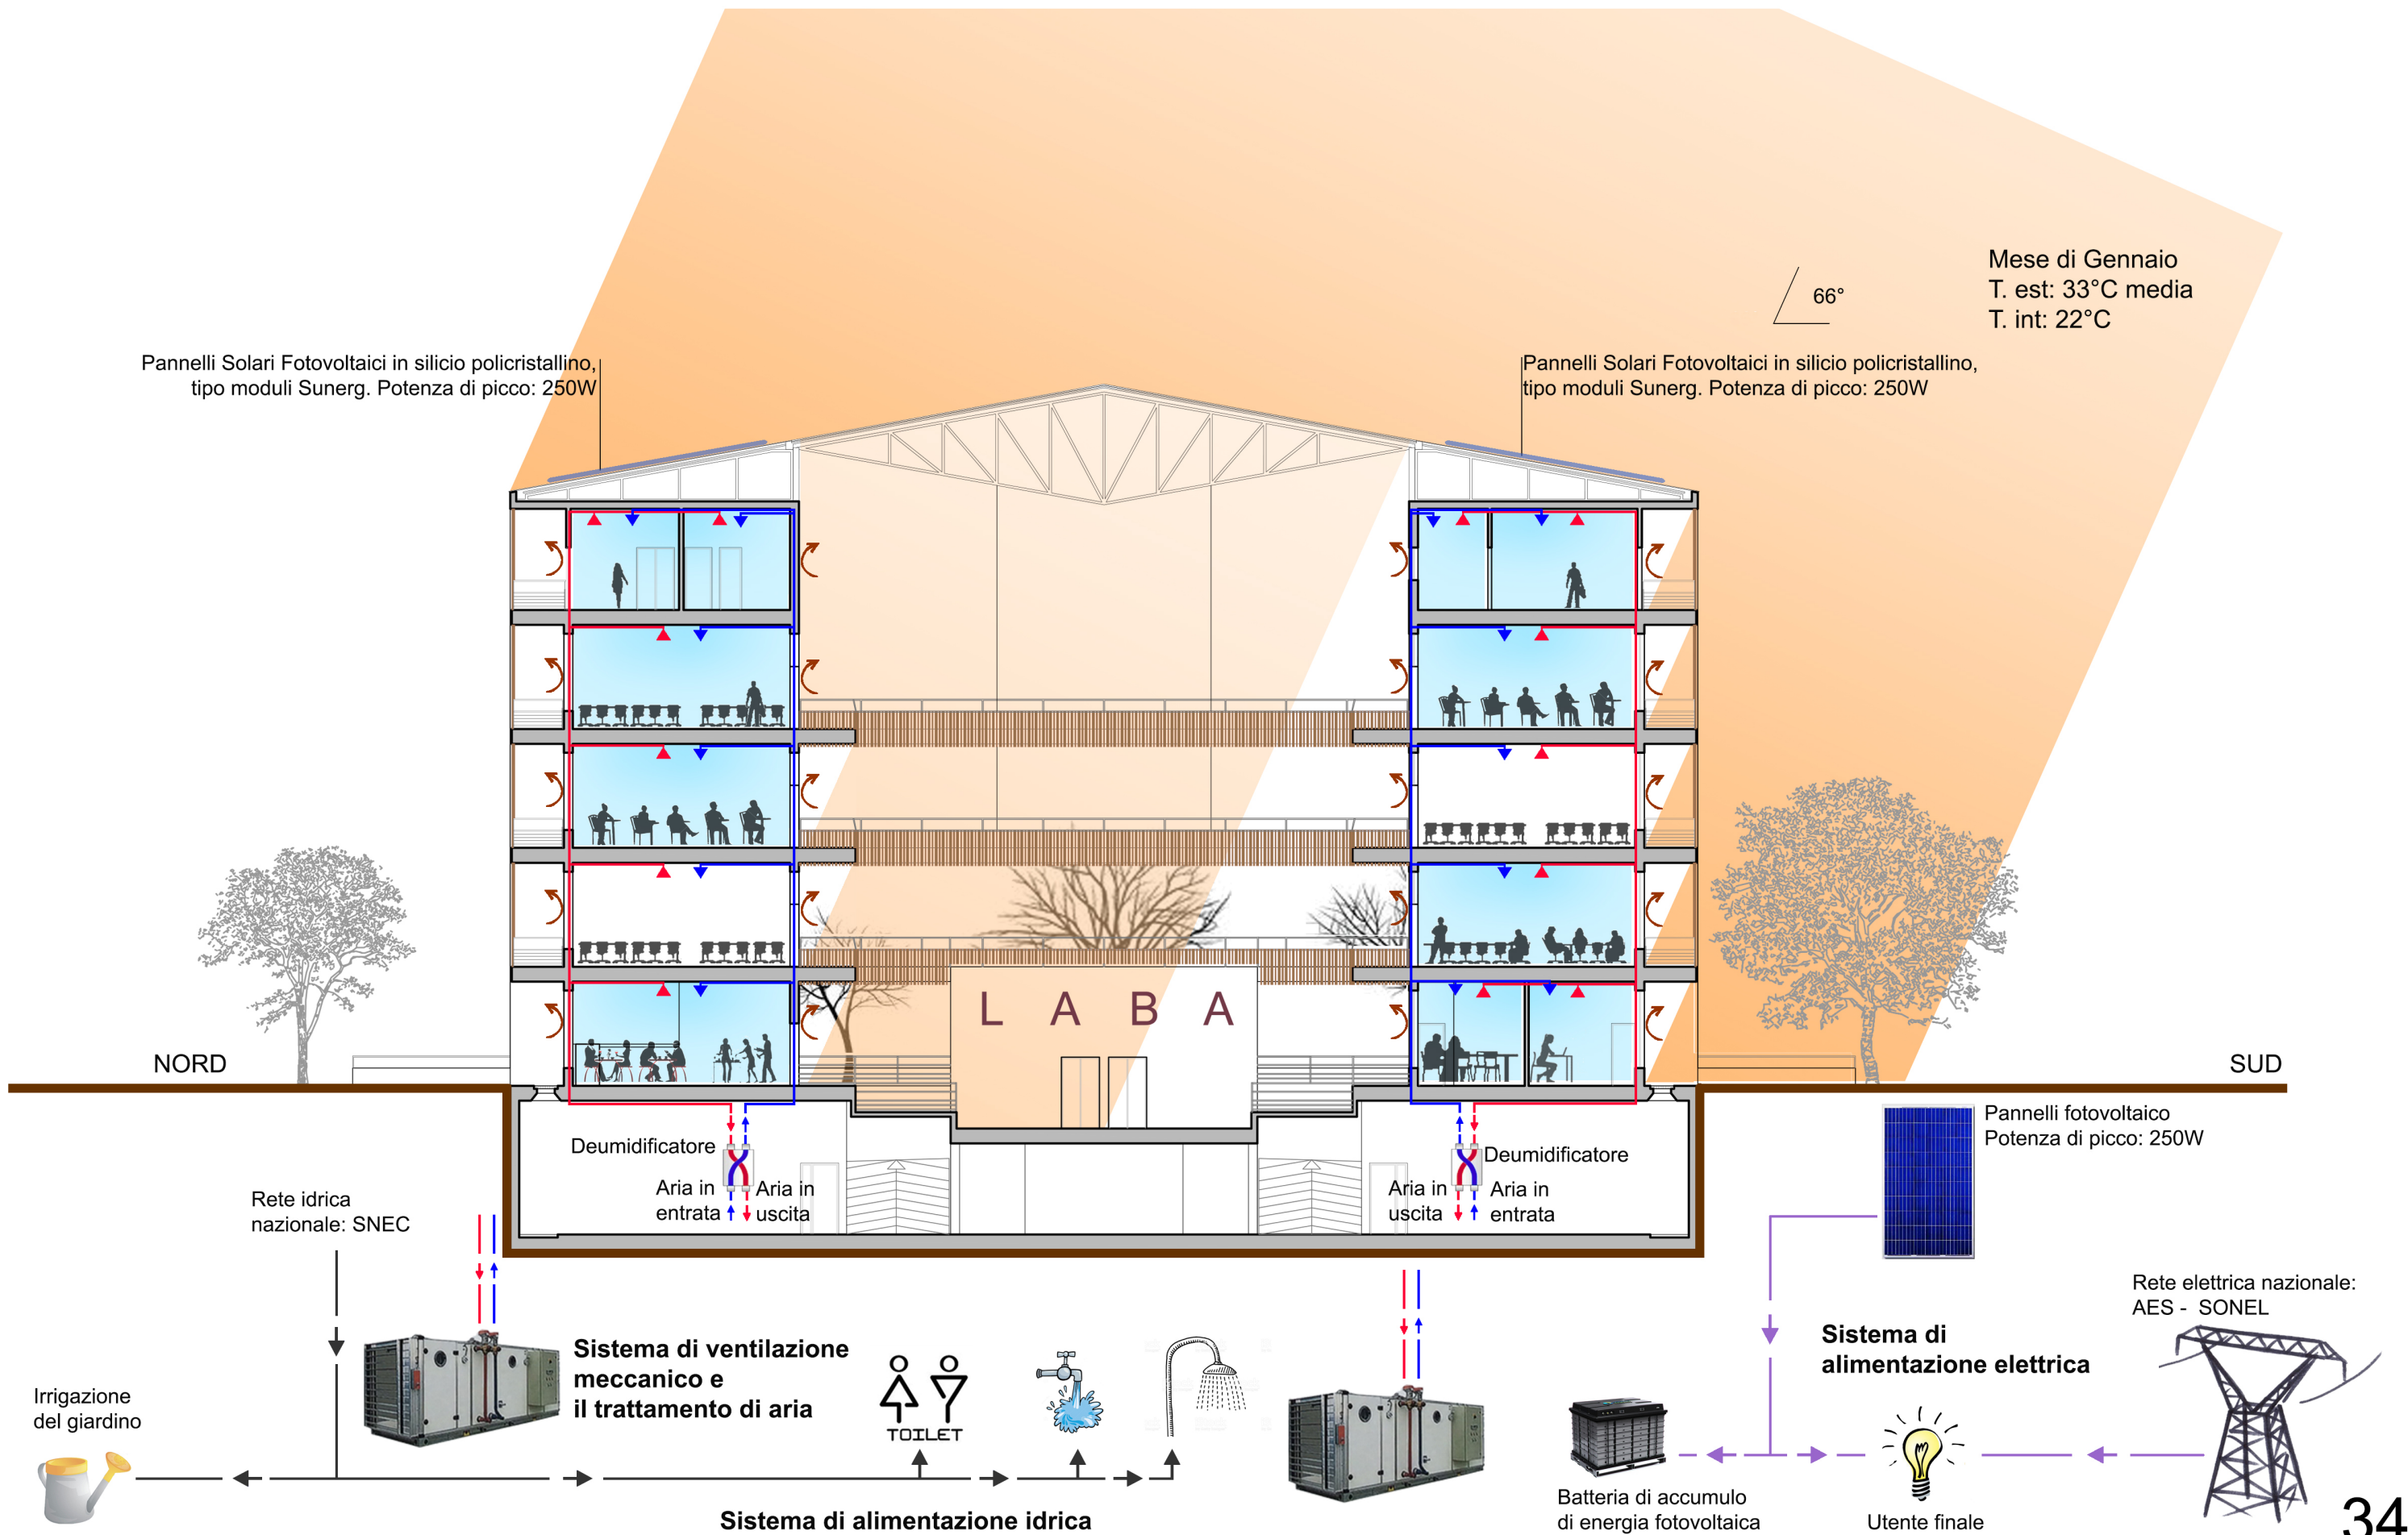 Mese di Gennaio
T. est: 33°C media
T. int: 22°C
66°
Pannelli Solari Fotovoltaici in silicio policristallino,
tipo moduli Sunerg. Potenza di picco: 250W
Pannelli Solari Fotovoltaici in silicio policristallino,
tipo moduli Sunerg. Potenza di picco: 250W
L A B A
NORD
SUD
Deumidificatore
Aria in
entrata
Aria in
uscita
Deumidificatore
Aria in
uscita
Aria in
entrata
Pannelli fotovoltaico
Potenza di picco: 250W
Rete idrica
nazionale: SNEC
Rete elettrica nazionale:
AES - SONEL
Sistema di ventilazione
meccanico e
il trattamento di aria
Sistema di
alimentazione elettrica
Irrigazione
del giardino
TOILET
Sistema di alimentazione idrica
Batteria di accumulo
di energia fotovoltaica
Utente finale
34